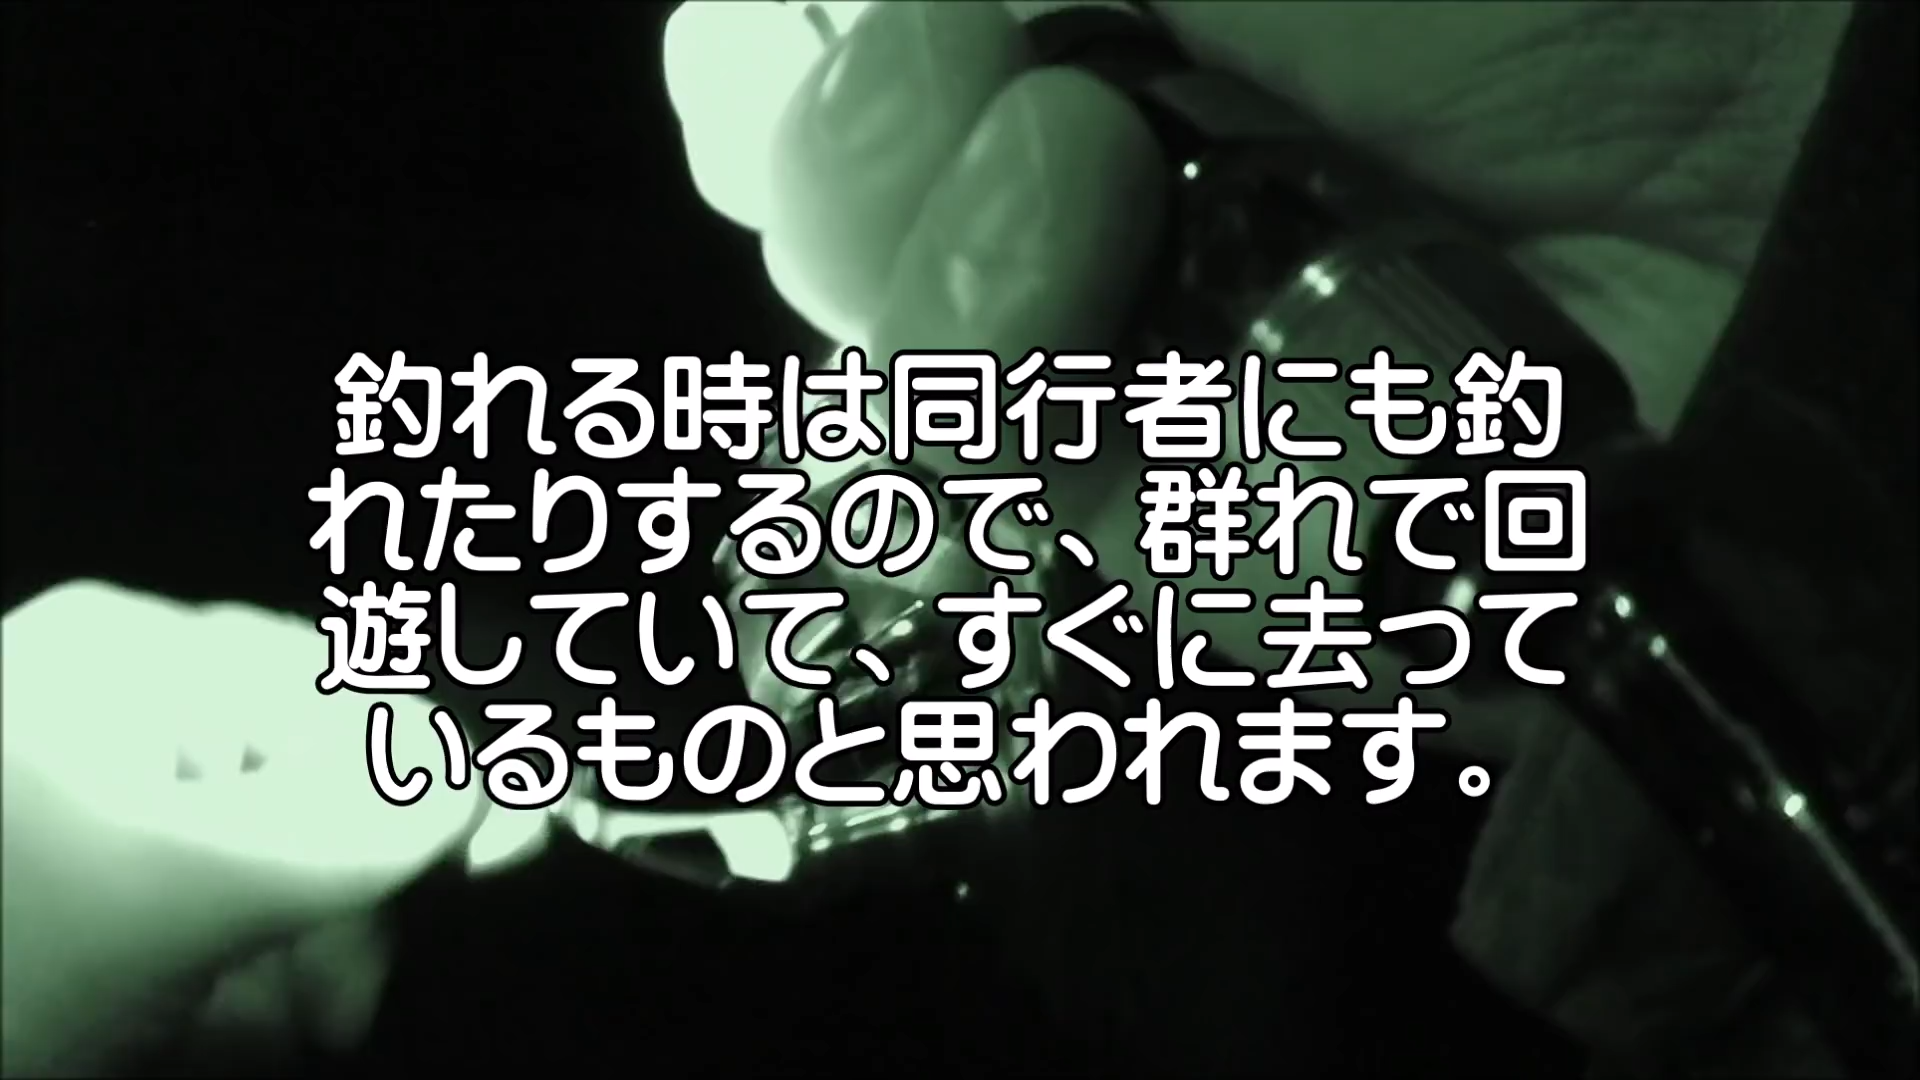 釣れる時は同行者にも釣
れたりするので、群れで回
遊していて、すぐに去って
いるものと思われます。